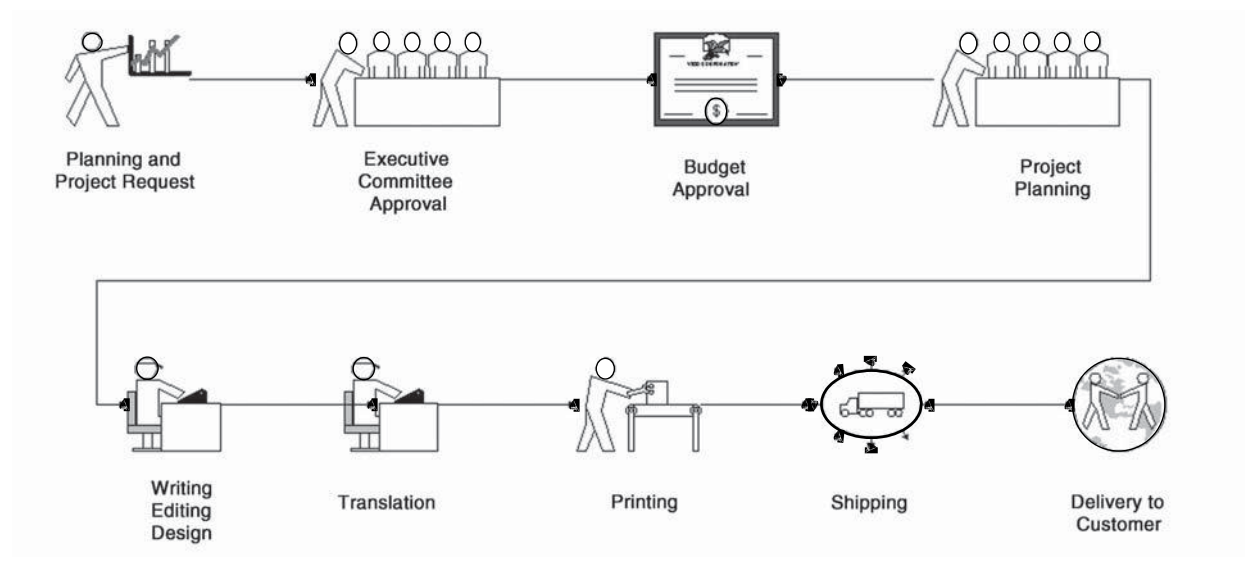 Planning and
Project Request
Executive
Committee
Approval
$
Budget
Approval
Project
Planning
Writing
Editing
Design
Translation
Printing
Shipping
Delivery to
Customer